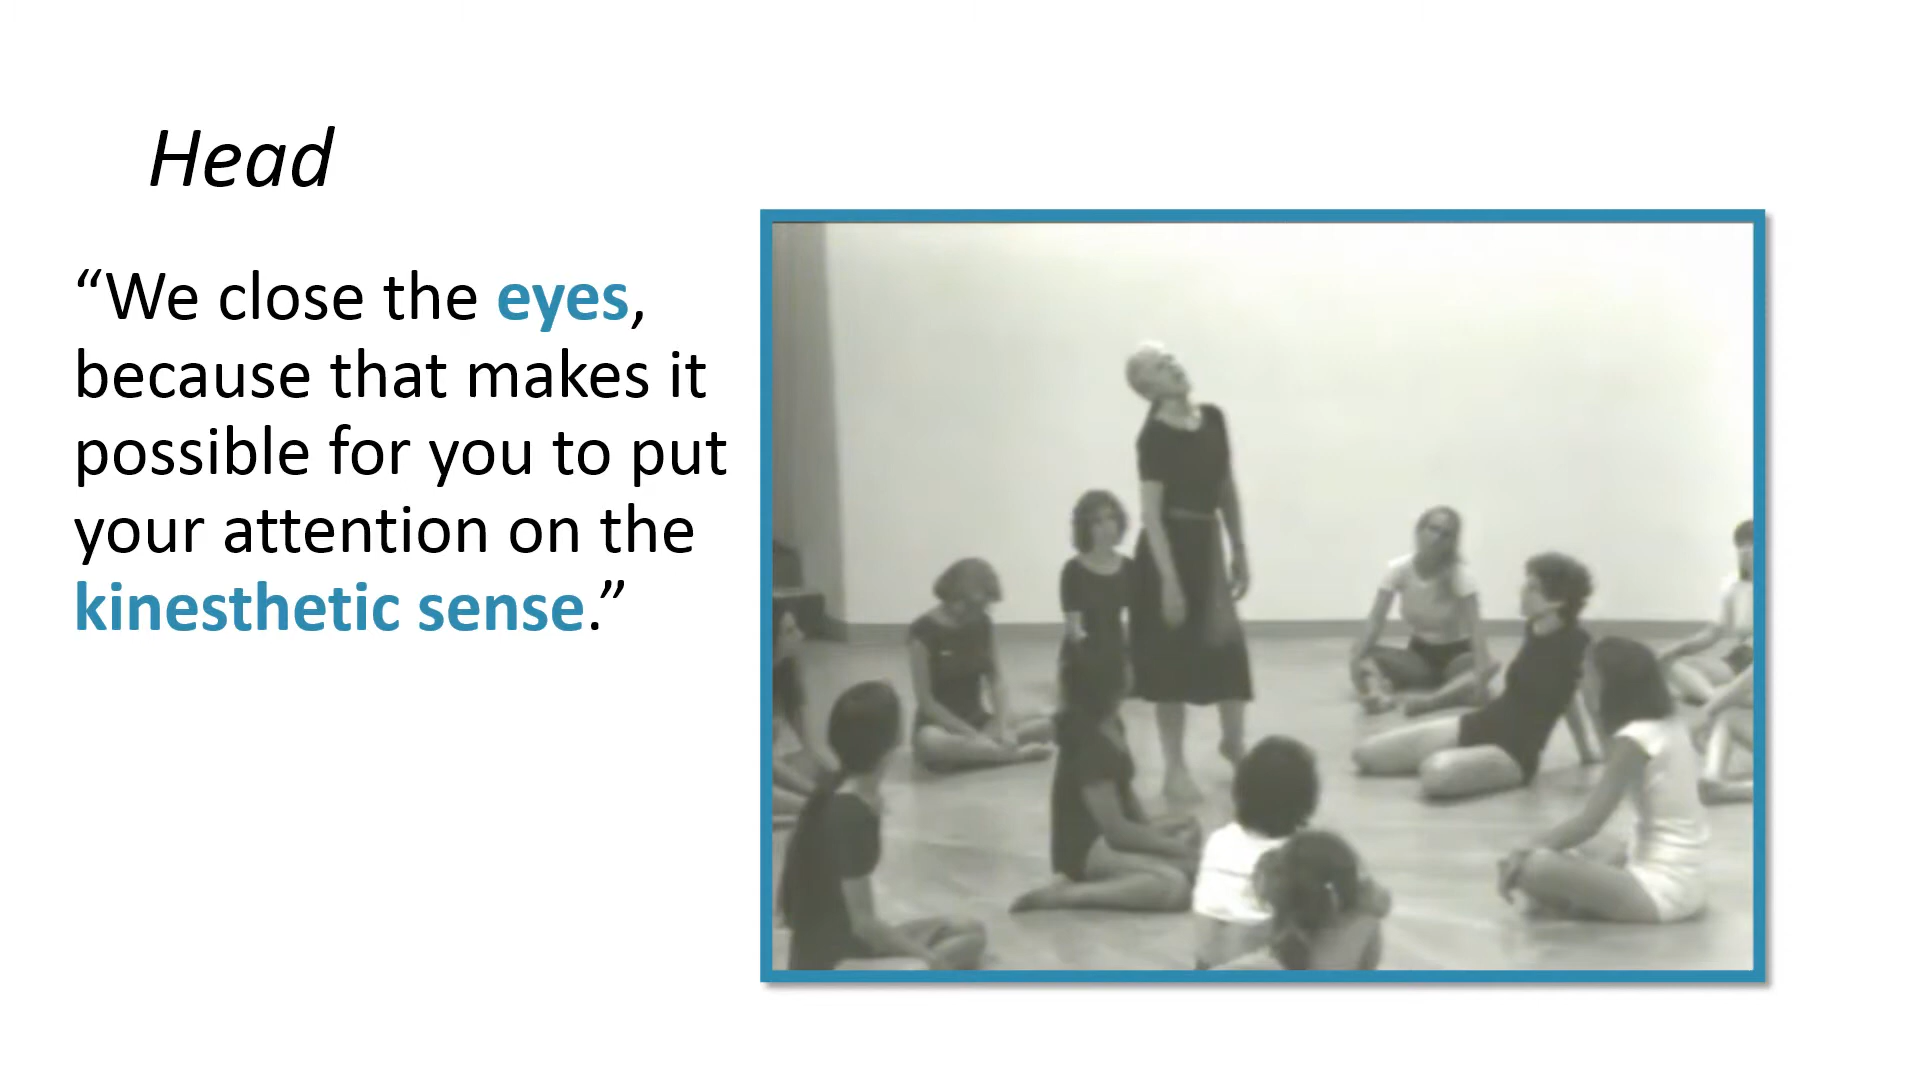 Head
“We close the eyes,
because that makes it
possible for you to put
your attention on the
kinesthetic sense.”